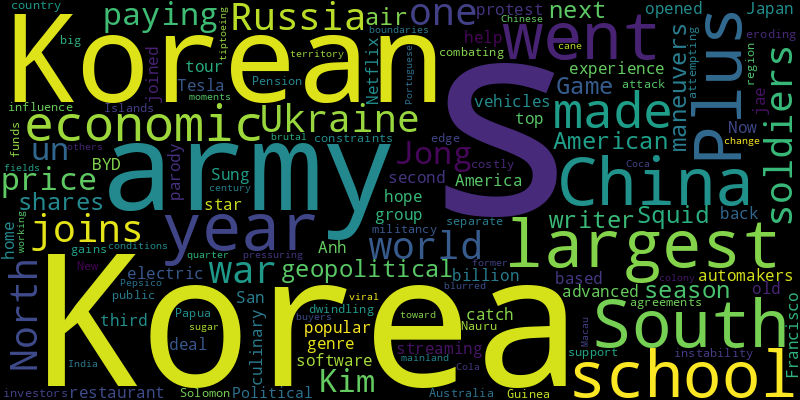 country
big
paying
Russia
air
one
protest
next
opened
Japan
Korean
tiptoeing
Chinese
boundaries
help
went
cane
eroding
territory
combating
attempting
tour
Pension
Tesla
joined
Netflix
Portuguese
experience
region
Plus
moments
influence
Islands
vehicles
Game
attack
maneuvers
jae
soldiers
funds
economic
Ukraine
constraints
top
made
American
Now
change
un
others
army
brutal
edge
Jong
costly
S
China
Coca
BYD
parody
Sung
America
fields
price
century
second
hope
shares
star
group
writer
Squid
back
working
home
joins
year
separate
militancy
world
largest
gains
conditions
Anh
war
geopolitical
quarter
pressuring
former
New
electric
billion
based
colony
automakers
North
Pepsico
public
San
dwindling
viral
blurred
advanced
season
old
agreements
Korea
third
Papua
culinary
popular
buyers
toward
catch
Nauru
South
Francisco
sugar
genre
streaming
Macau
India
deal
software
mainland
support
instability
Kim
Cola
school
investors
restaurant
Solomon
Political
Australia
Guinea